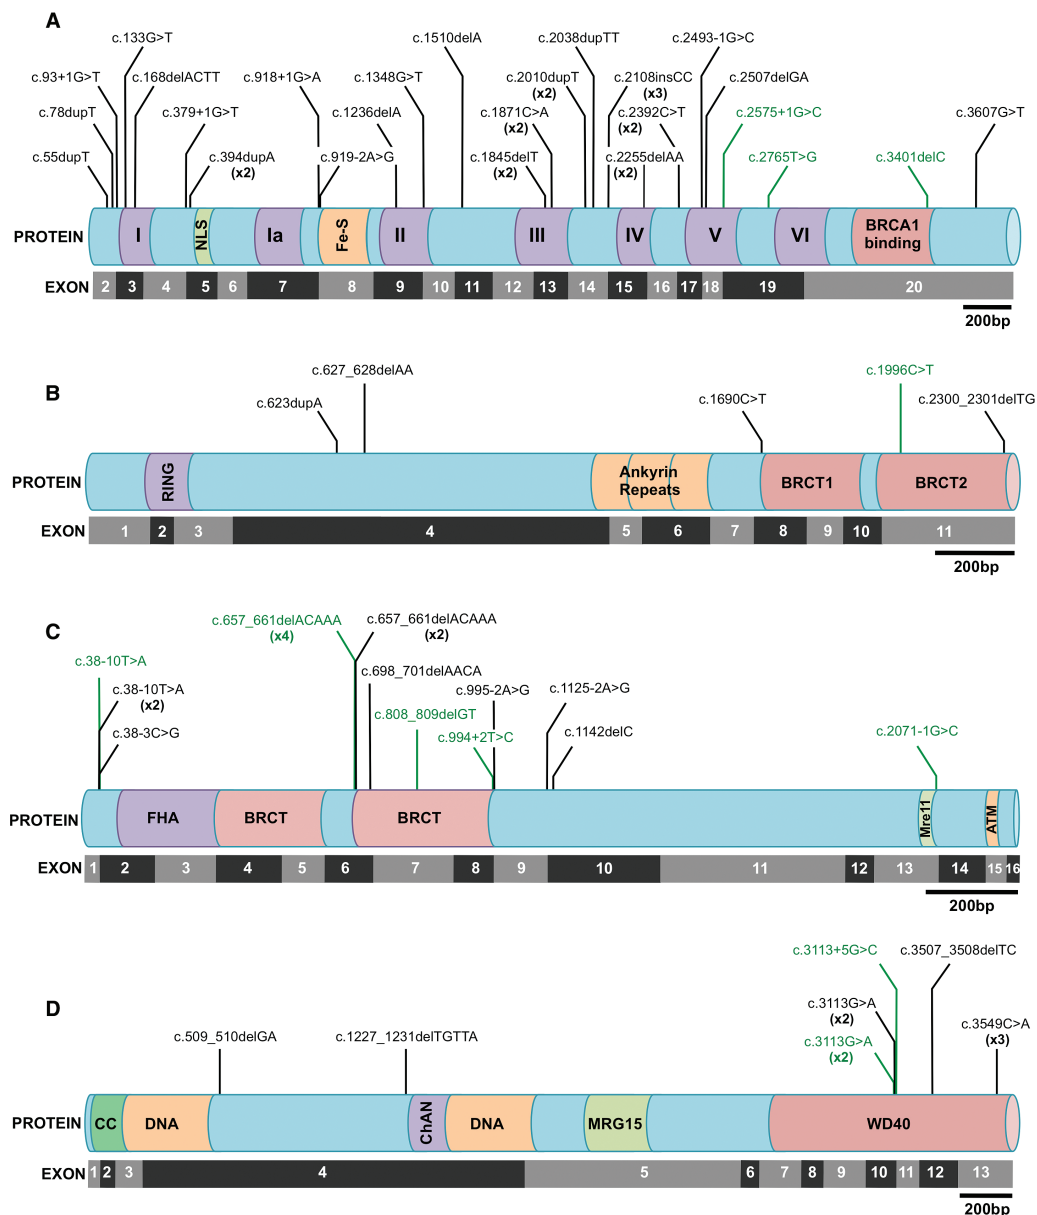 A
c.133G>T
c.1510delA
c.2038dupTT
c.2493-1G>C
c.93+1G>T
c.168delACTT
c.918+1G>A
c.1348G>T
c.2010dupT
(x2)
c.2108insCC
(x3)
c.2507delGA
c.78dupT
c.379+1G>T
c.1236delA
c.1871C>A
(x2)
c.2392C>T
(x2)
c.2575+1G>C
c.3607G>T
c.55dupT
c.394dupA
(x2)
c.919-2A>G
c.1845delT
(x2)
c.2255delAA
(x2)
c.2765T>G
c.3401delC
PROTEIN
I
NLS
Ia
Fe-S
II
III
IV
V
VI
BRCA1
binding
EXON
2 3 4 5 6 7 8 9 10 11 12 13 14 15 16 17 18 19 20
200bp
B
c.627_628delAA
c.1996C>T
c.623dupA
c.1690C>T
c.2300_2301delTG
PROTEIN
RING
Ankyrin
Repeats
BRCT1
BRCT2
EXON
1 2 3 4 5 6 7 8 9 10 11
200bp
C
c.657_661delACAAA
(x4)
c.657_661delACAAA
(x2)
c.38-10T>A
c.698_701delAACA
c.38-10T>A
(x2)
c.995-2A>G
c.1125-2A>G
c.808_809delGT
c.38-3C>G
c.994+2T>C
c.1142delC
c.2071-1G>C
PROTEIN
FHA
BRCT
BRCT
Mre11
ATM
EXON
1 2 3 4 5 6 7 8 9 10 11 12 13 14 15 16
200bp
D
c.3113+5G>C
c.3507_3508delTC
c.3113G>A
(x2)
c.509_510delGA
c.1227_1231delTGTTA
c.3113G>A
(x2)
c.3549C>A
(x3)
PROTEIN
CC
DNA
ChAN
DNA
MRG15
WD40
EXON
1 2 3 4 5 6 7 8 9 10 11 12 13
200bp